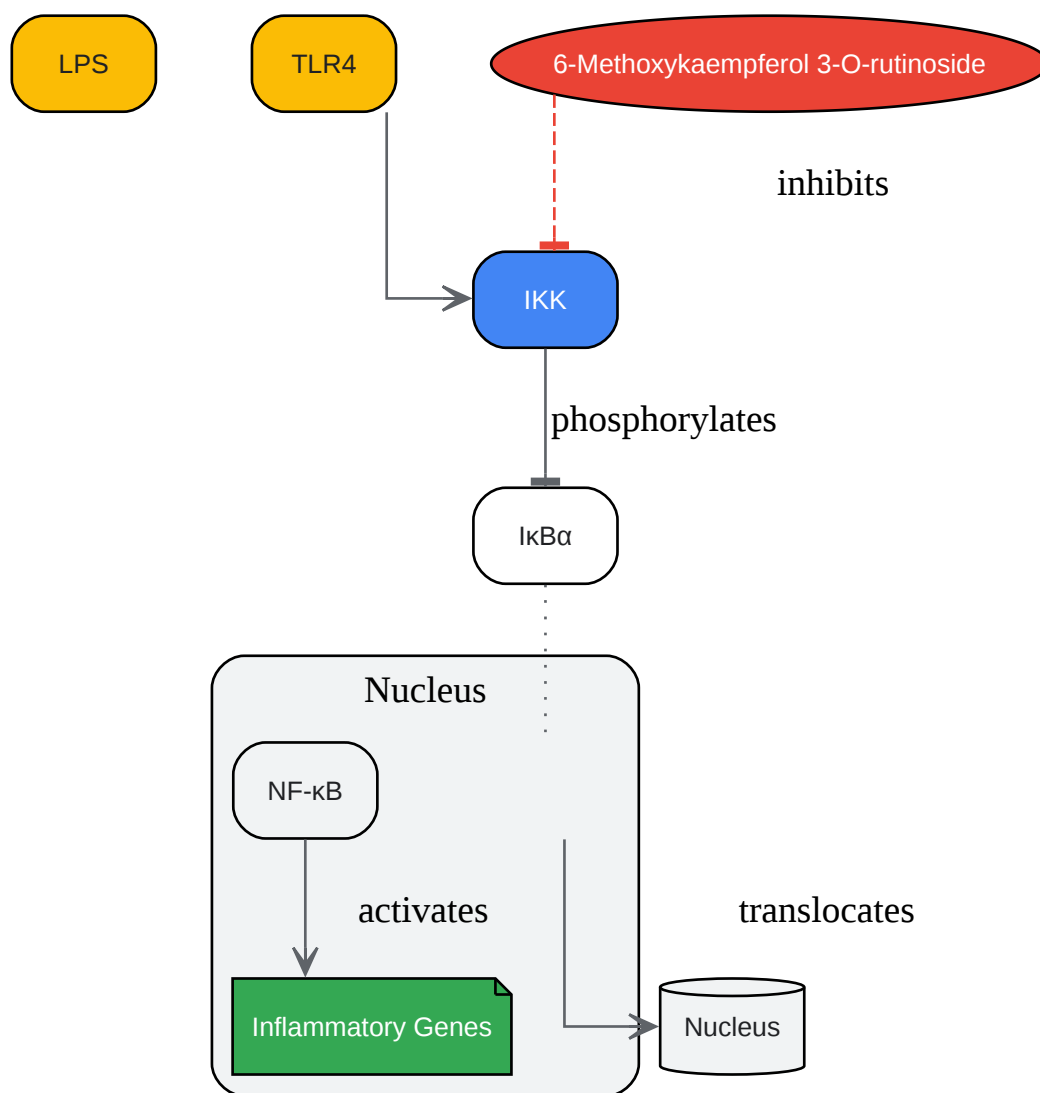 LPS
TLR4
6-Methoxykaempferol 3-O-rutinoside
inhibits
IKK
phosphorylates
IκBα
Nucleus
NF-κB
activates
translocates
Inflammatory Genes
Nucleus